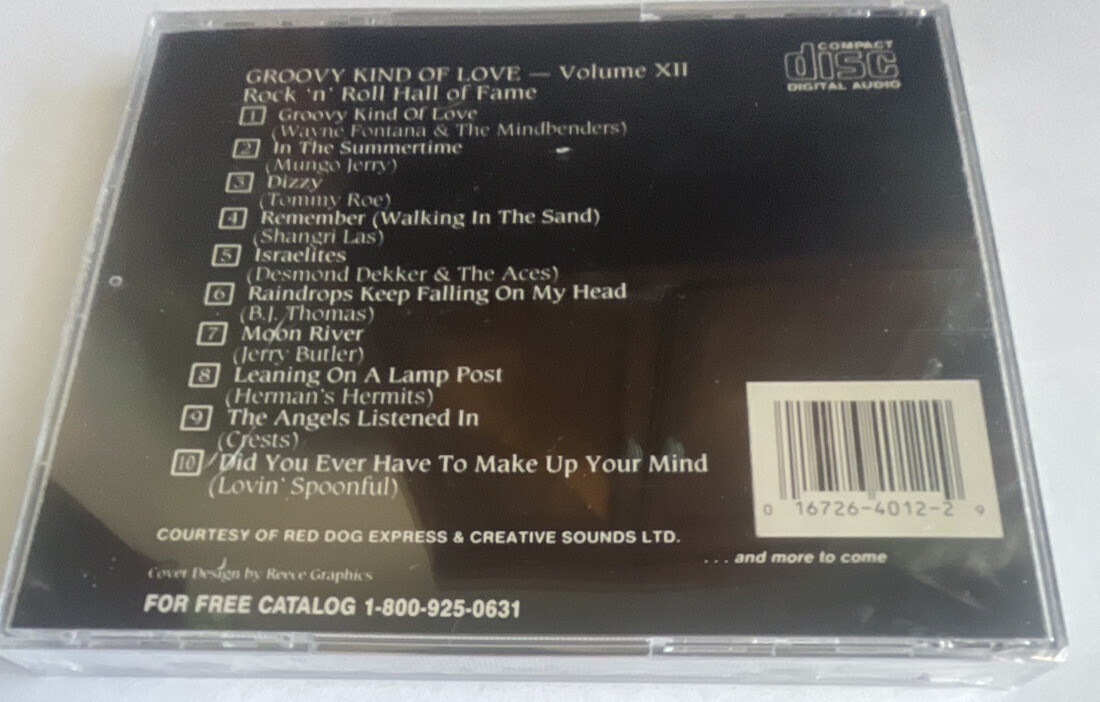 GROOVY KIND OF LOVE — Volume XII
Rock 'n' Roll Hall of Fame
1 Groovy Kind Of Love
(Wayne Fontana & The Mindbenders)
2 In The Summertime
(Mungo Jerry)
3 Dizzy
(Tommy Roe)
4 Remember (Walking In The Sand)
(Shangri Las)
5 Israelites
(Desmond Dekker & The Aces)
6 Raindrops Keep Falling On My Head
(B.J. Thomas)
7 Moon River
(Jerry Butler)
8 Leaning On A Lamp Post
(Herman's Hermits)
9 The Angels Listened In
(Crests)
10 Did You Ever Have To Make Up Your Mind
(Lovin' Spoonful)
COMPACT
disc
DIGITAL AUDIO
0 16726-4012-2 9
COURTESY OF RED DOG EXPRESS & CREATIVE SOUNDS LTD.
. . . and more to come
Cover Design by Reece Graphics
FOR FREE CATALOG 1-800-925-0631